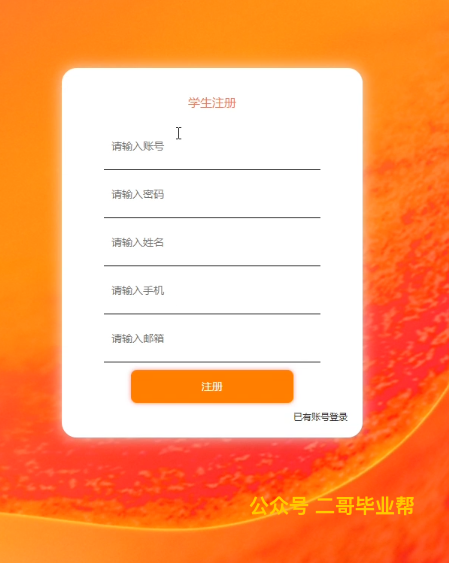 学生注册
请输入账号
请输入密码
请输入姓名
请输入手机
请输入邮箱
注册
已有账号登录
公众号 二哥毕业帮